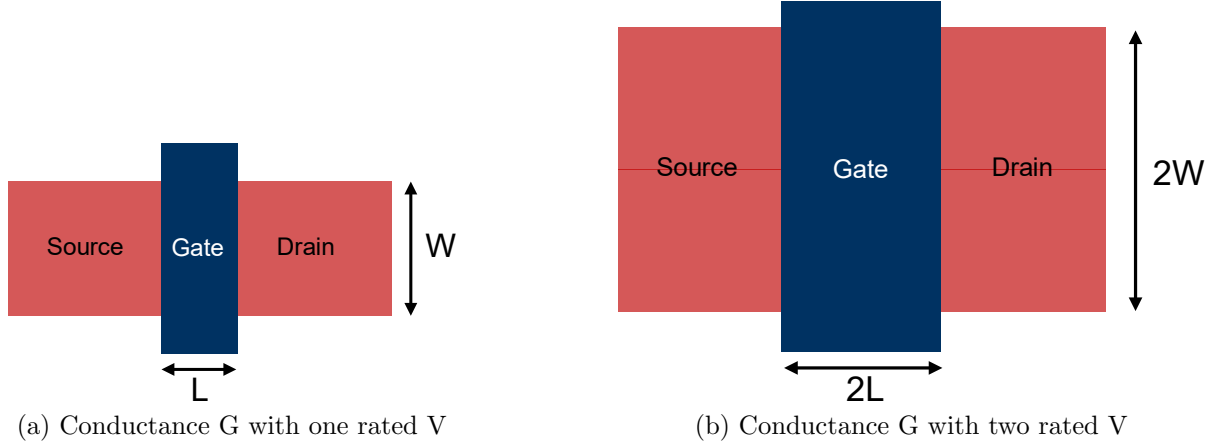 Source
Gate
Drain
W
L
(a) Conductance G with one rated V
Source
Gate
Drain
2W
2L
(b) Conductance G with two rated V